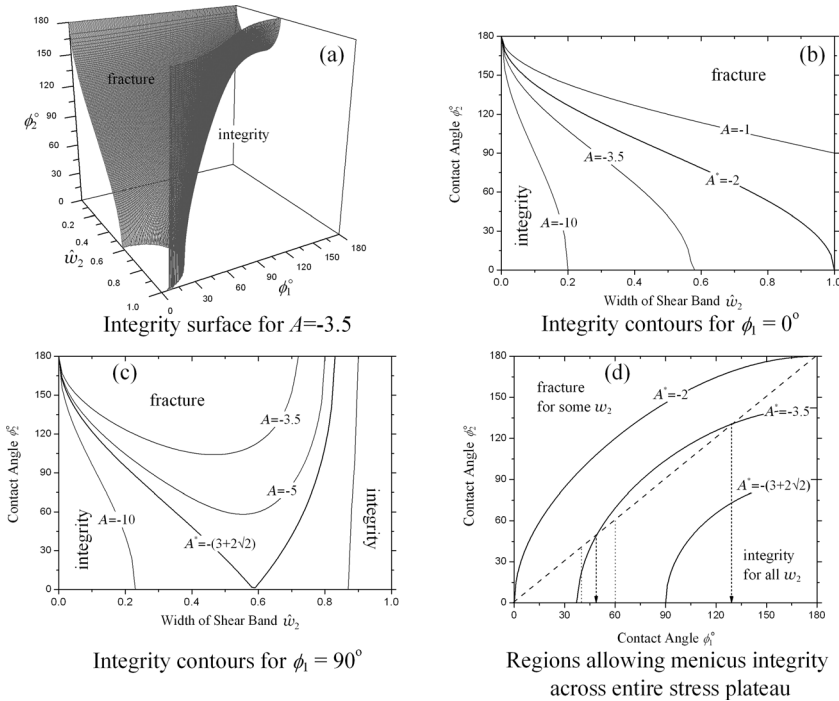 (a)
180
150
120
90
60
30
0
ϕ₂°
fracture
integrity
0.2
0.4
0.6
0.8
1.0
ŵ₂
0
30
60
90
120
150
180
ϕ₁°
Integrity surface for A=-3.5
(b)
180
150
120
90
60
30
0
Contact Angle ϕ₂°
fracture
A=-1
A=-3.5
A*=-2
A=-10
integrity
0.0 0.2 0.4 0.6 0.8 1.0
Width of Shear Band ŵ₂
Integrity contours for ϕ₁ = 0°
(c)
180
150
120
90
60
30
0
Contact Angle ϕ₂°
fracture
A=-3.5
A=-5
A=-10
A*=-(3+2√2)
integrity
integrity
0.0 0.2 0.4 0.6 0.8 1.0
Width of Shear Band ŵ₂
Integrity contours for ϕ₁ = 90°
(d)
180
150
120
90
60
30
0
Contact Angle ϕ₂°
fracture
for some w₂
A*=-2
A*=-3.5
A*=-(3+2√2)
integrity
for all w₂
0 30 60 90 120 150 180
Contact Angle ϕ₁°
Regions allowing menicus integrity
across entire stress plateau